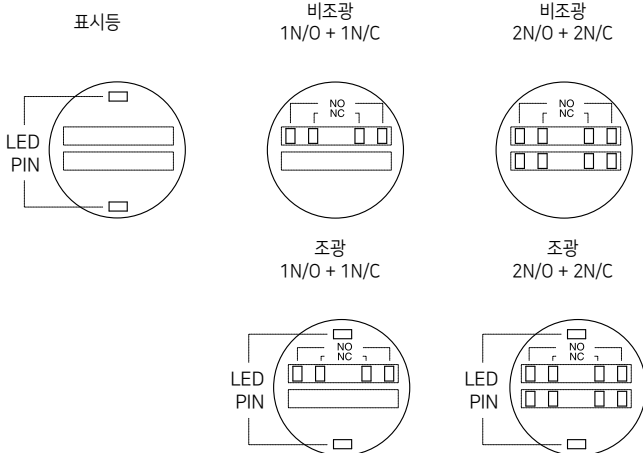 표시등
LED
PIN
비조광
1N/O + 1N/C
NO
NC
비조광
2N/O + 2N/C
NO
NC
조광
1N/O + 1N/C
LED
PIN
NO
NC
조광
2N/O + 2N/C
LED
PIN
NO
NC